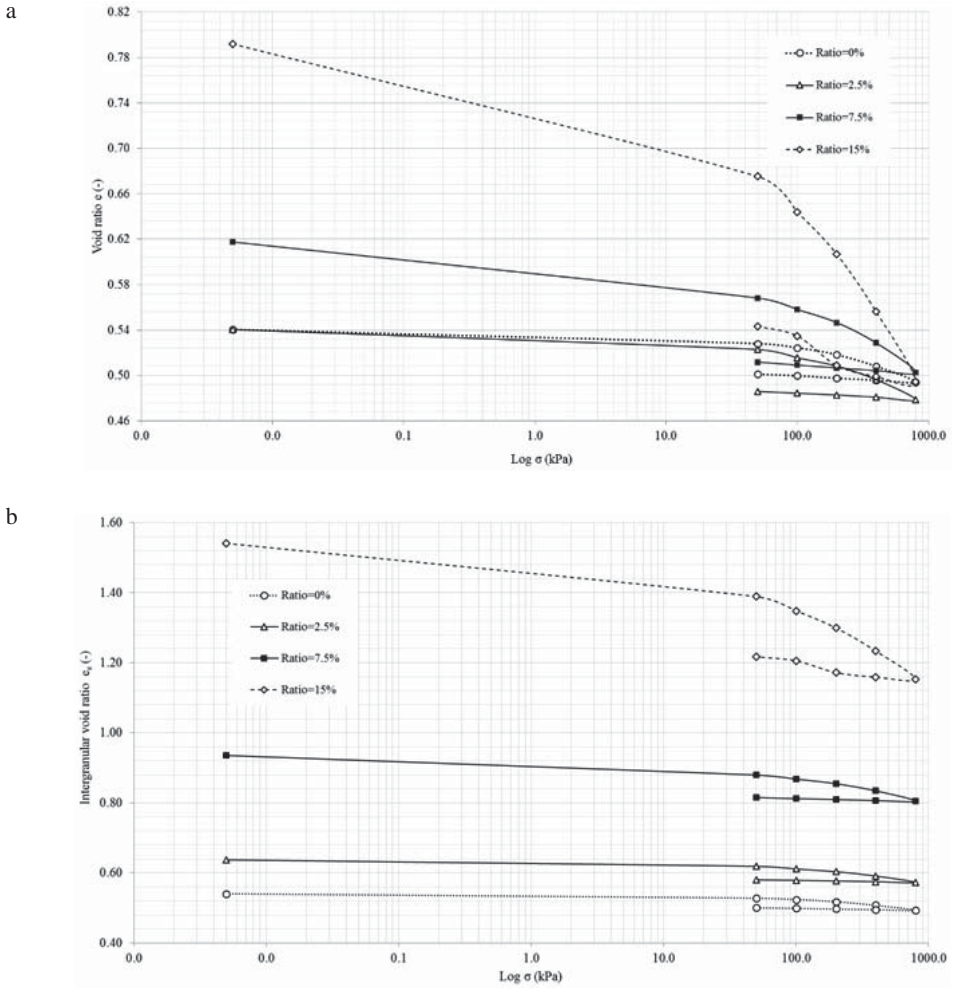 a
0.82
0.78
0.74
0.70
0.66
0.62
0.58
0.54
0.50
0.46
Void ratio e (-)
Ratio=0%
Ratio=2.5%
Ratio=7.5%
Ratio=15%
0.0 0.0 0.1 1.0 10.0 100.0 1000.0
Log σ (kPa)
b
1.60
1.40
1.20
1.00
0.80
0.60
0.40
Intergranular void ratio e
Ratio=0%
Ratio=2.5%
Ratio=7.5%
Ratio=15%
0.0 0.0 0.1 1.0 10.0 100.0 1000.0
Log σ (kPa)